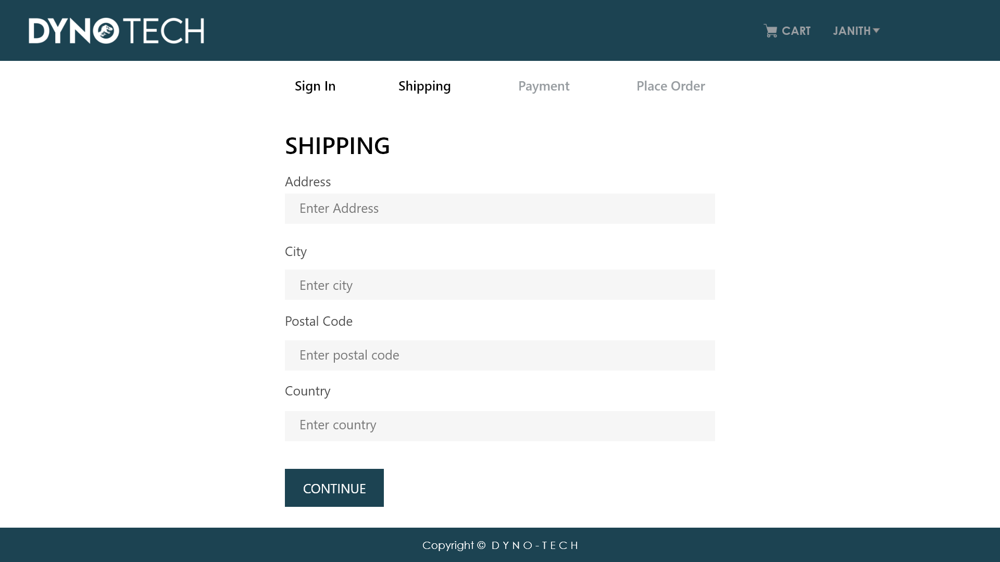 DYNOTECH
CART JANITH
Sign In Shipping Payment Place Order
SHIPPING
Address
Enter Address
City
Enter city
Postal Code
Enter postal code
Country
Enter country
CONTINUE
Copyright © DYNO-TECH